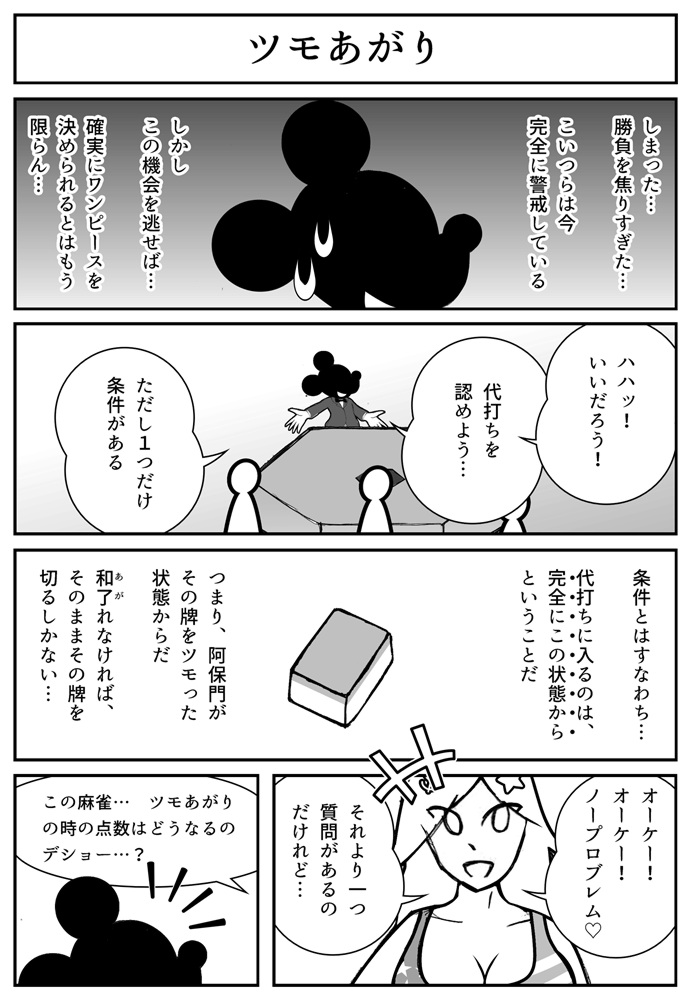 ツモあがり
しまった…
勝負を焦りすぎた…
こいつらは今
完全に警戒している
しかし
この機会を逃せば…
確実にワンピースを
決められるとはもう
限らん…
ハハッ！
いいだろう！
代打ちを
認めよう…
ただし１つだけ
条件がある
条件とはすなわち…
代打ちに入るのは、
完全にこの状態から
ということだ
つまり、阿保門が
その牌をツモった
状態からだ
和了れなければ、
あが
そのままその牌を
切るしかない…
オーケー！
オーケー！
ノープロブレム♡
それより一つ
質問があるの
だけれど…
この麻雀…　ツモあがり
の時の点数はどうなるの
デショー…？